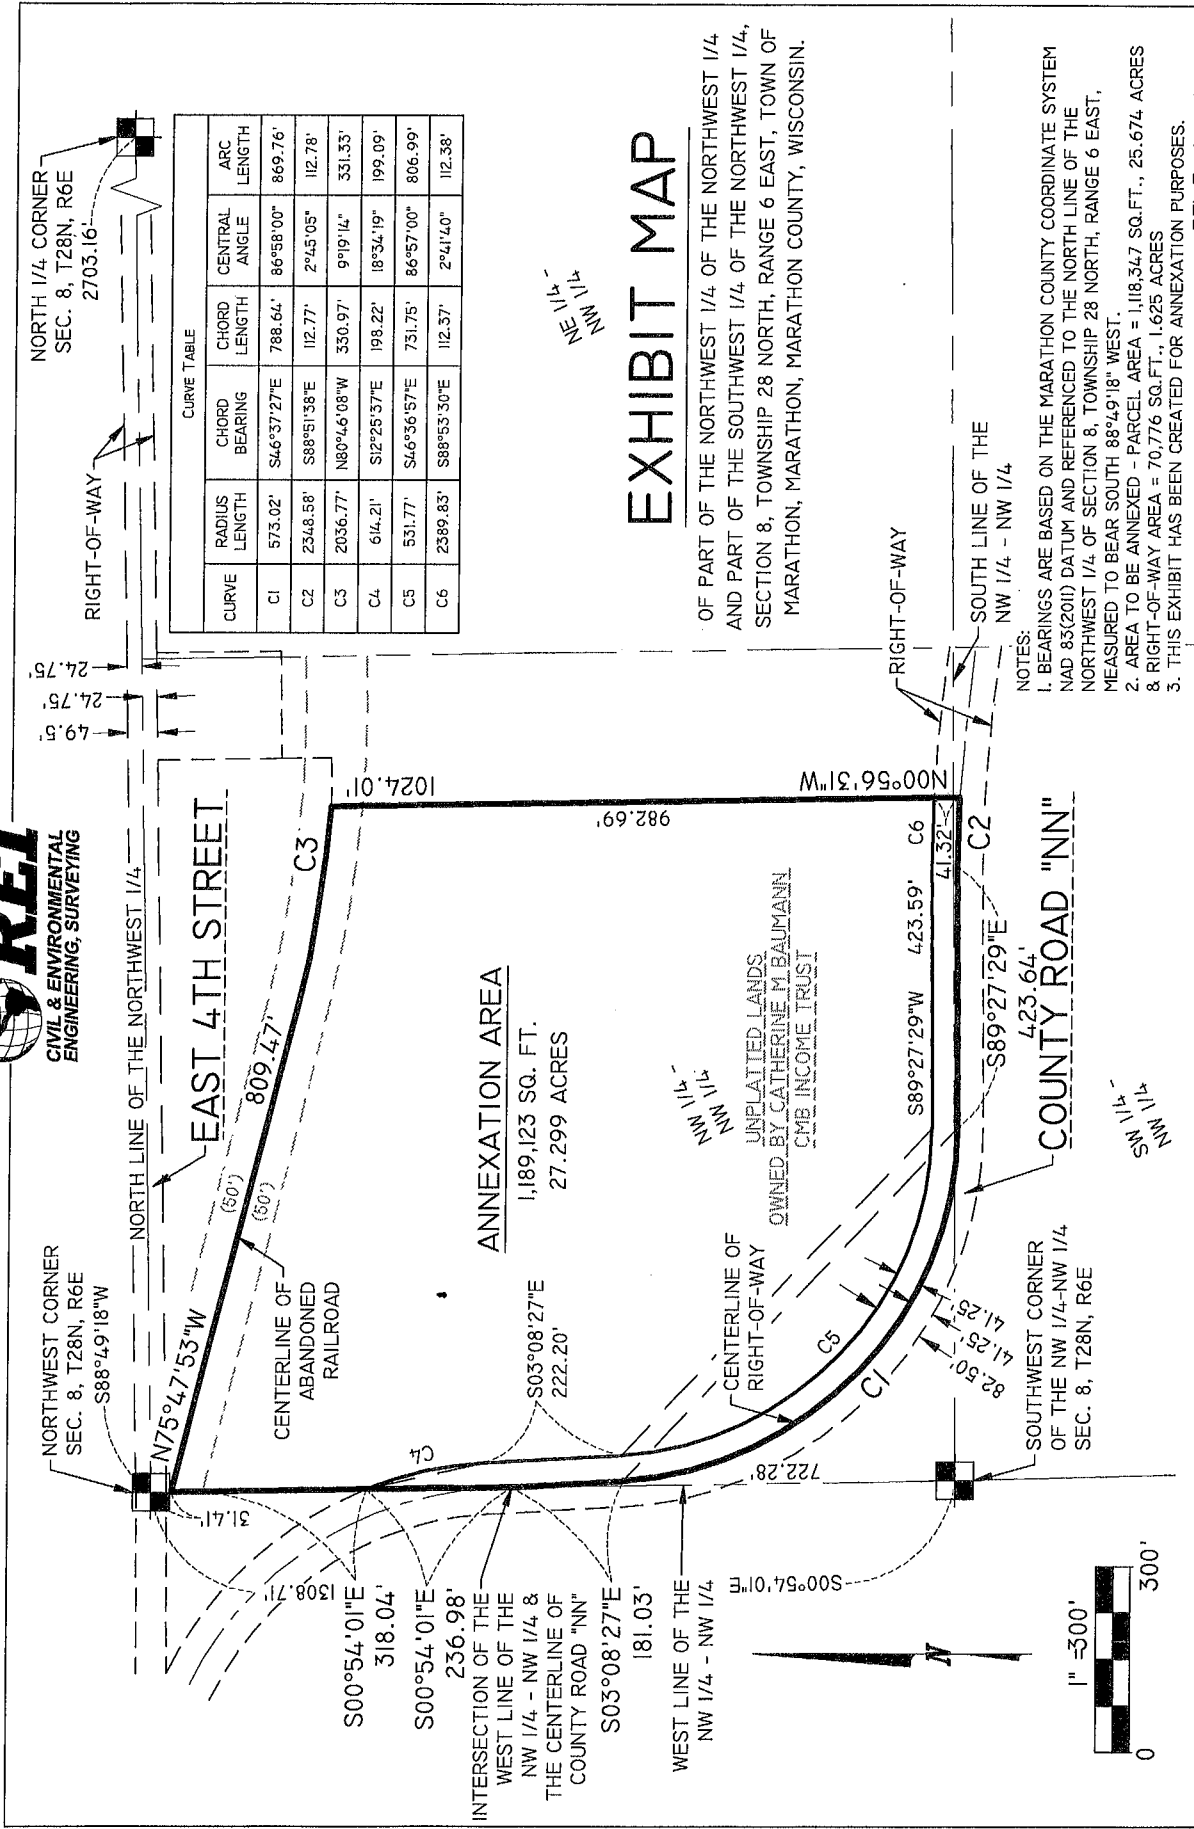 REI
CIVIL & ENVIRONMENTAL
ENGINEERING, SURVEYING
NORTHWEST CORNER
SEC. 8, T28N, R6E
S88°49'18"W
NORTH LINE OF THE NORTHWEST 1/4
EAST 4TH STREET
49.5'
24.75'
24.75'
RIGHT-OF-WAY
NORTH 1/4 CORNER
SEC. 8, T28N, R6E
2703.16'
CURVE TABLE
CURVE RADIUS LENGTH CHORD BEARING CHORD LENGTH CENTRAL ANGLE ARC LENGTH
C1 573.02' S46°37'27"E 788.64' 86°58'00" 869.76'
C2 2348.58' S88°51'38"E 112.77' 2°45'05" 112.78'
C3 2036.77' N80°46'08"W 330.97' 9°19'14" 331.33'
C4 614.21' S12°25'37"E 198.22' 18°34'19" 199.09'
C5 531.77' S46°36'57"E 731.75' 86°57'00" 806.99'
C6 2389.83' S88°53'30"E 112.37' 2°41'40" 112.38'
NE 1/4 -
NW 1/4
EXHIBIT MAP
OF PART OF THE NORTHWEST 1/4 OF THE NORTHWEST 1/4
AND PART OF THE SOUTHWEST 1/4 OF THE NORTHWEST 1/4,
SECTION 8, TOWNSHIP 28 NORTH, RANGE 6 EAST, TOWN OF
MARATHON, MARATHON, MARATHON COUNTY, WISCONSIN.
N75°47'53"W
809.47'
(50')
(50')
C3
CENTERLINE OF
ABANDONED
RAILROAD
31.41'
1308.71'
S00°54'01"E
318.04'
S00°54'01"E
236.98'
INTERSECTION OF THE
WEST LINE OF THE
NW 1/4 - NW 1/4 &
THE CENTERLINE OF
COUNTY ROAD "NN"
S03°08'27"E
181.03'
WEST LINE OF THE
NW 1/4 - NW 1/4
S00°54'01"E
C4
S03°08'27"E
222.20'
ANNEXATION AREA
1,189,123 SQ. FT.
27.299 ACRES
NW 1/4 -
NW 1/4
UNPLATTED LANDS
OWNED BY CATHERINE M BAUMANN
CMB INCOME TRUST
1024.01'
982.69'
N00°56'31"W
CENTERLINE OF
RIGHT-OF-WAY
722.28'
C5
C1
41.25'
41.25'
82.50'
S89°27'29"W 423.59' C6
41.32'
C2
S89°27'29"E
423.64'
COUNTY ROAD "NN"
SOUTHWEST CORNER
OF THE NW 1/4-NW 1/4
SEC. 8, T28N, R6E
SW 1/4 -
NW 1/4
RIGHT-OF-WAY
SOUTH LINE OF THE
NW 1/4 - NW 1/4
NOTES:
1. BEARINGS ARE BASED ON THE MARATHON COUNTY COORDINATE SYSTEM
NAD 83(2011) DATUM AND REFERENCED TO THE NORTH LINE OF THE
NORTHWEST 1/4 OF SECTION 8, TOWNSHIP 28 NORTH, RANGE 6 EAST,
MEASURED TO BEAR SOUTH 88°49'18" WEST.
2. AREA TO BE ANNEXED - PARCEL AREA = 1,118,347 SQ.FT., 25.674 ACRES
& RIGHT-OF-WAY AREA = 70,776 SQ.FT., 1.625 ACRES
3. THIS EXHIBIT HAS BEEN CREATED FOR ANNEXATION PURPOSES.
N
1" =300'
0 300'